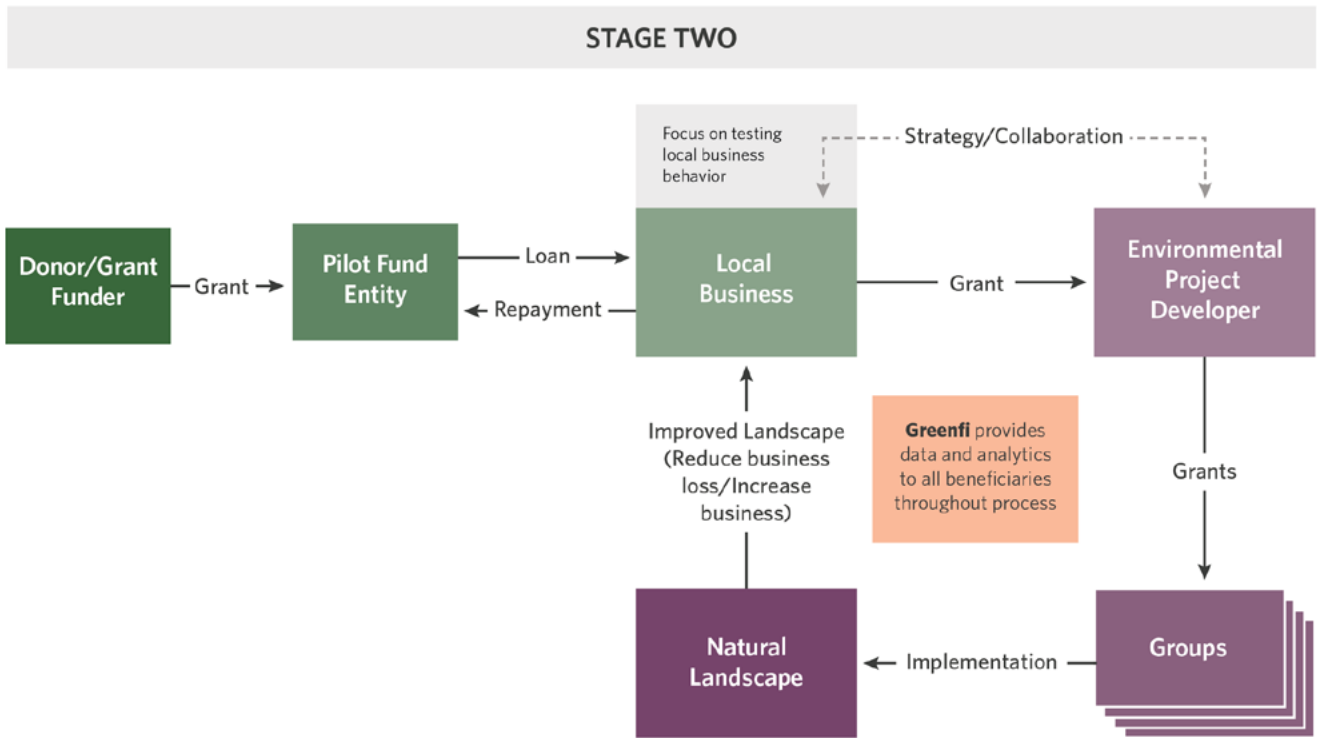 STAGE TWO
Focus on testing
local business
behavior
Strategy/Collaboration
Donor/Grant
Funder
Grant
Pilot Fund
Entity
Loan
Repayment
Local
Business
Grant
Environmental
Project
Developer
Improved Landscape
(Reduce business
loss/Increase
business)
Greenfi provides
data and analytics
to all beneficiaries
throughout process
Grants
Natural
Landscape
Implementation
Groups